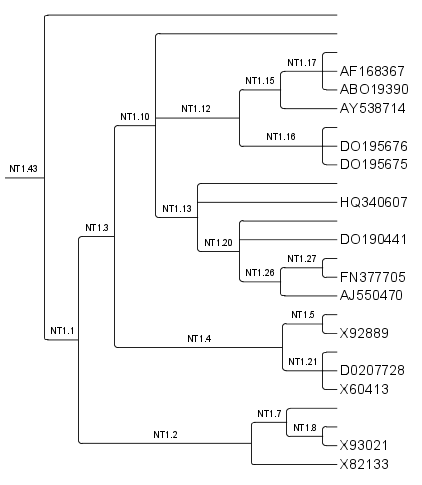 NT1.17
AF168367
NT1.15
ABO19390
NT1.12
AY538714
NT1.10
NT1.16
DO195676
DO195675
NT1.43
HQ340607
NT1.13
NT1.3
DO190441
NT1.20
NT1.27
NT1.26
FN377705
AJ550470
NT1.5
NT1.1
X92889
NT1.4
NT1.21
D0207728
X60413
NT1.7
NT1.8
NT1.2
X93021
X82133